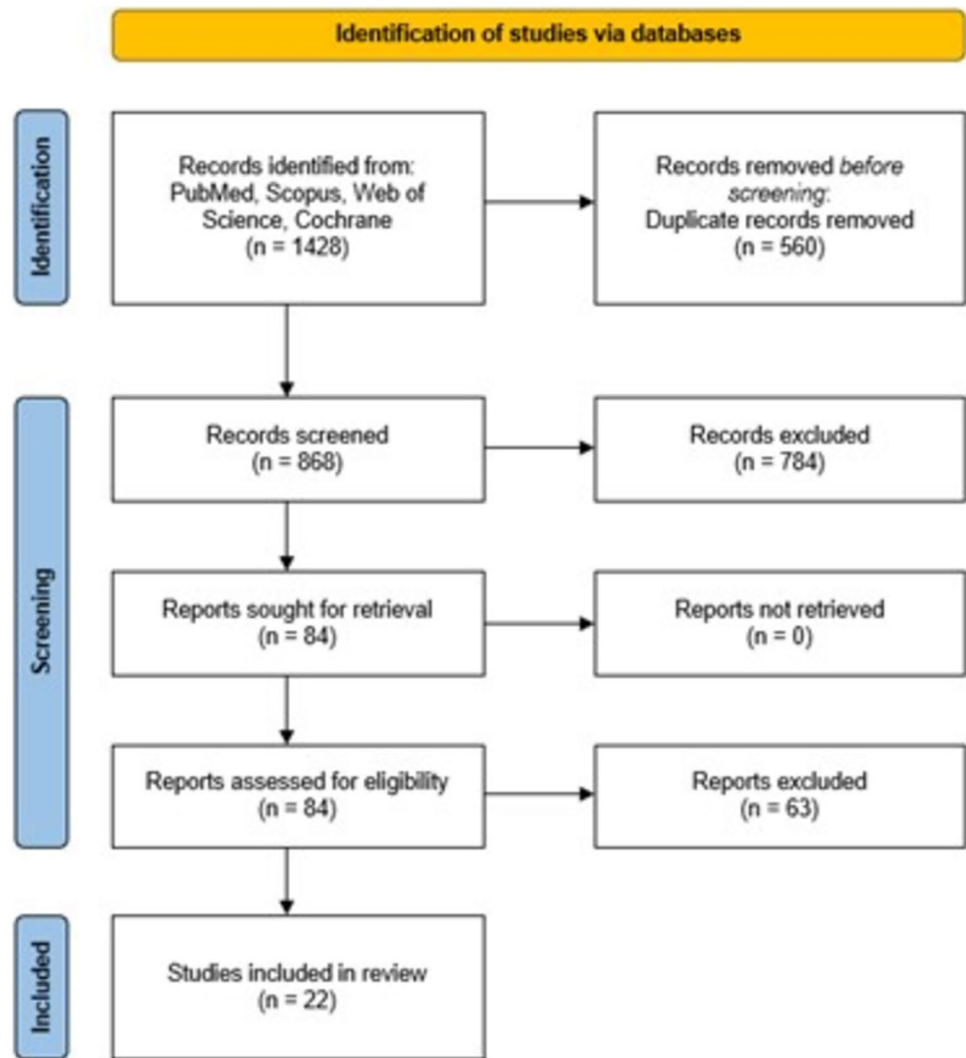 Identification of studies via databases
Identification
Records identified from:
PubMed, Scopus, Web of
Science, Cochrane
(n = 1428)
Records removed before
screening:
Duplicate records removed
(n = 560)
Screening
Records screened
(n = 868)
Records excluded
(n = 784)
Reports sought for retrieval
(n = 84)
Reports not retrieved
(n = 0)
Reports assessed for eligibility
(n = 84)
Reports excluded
(n = 63)
Included
Studies included in review
(n = 22)